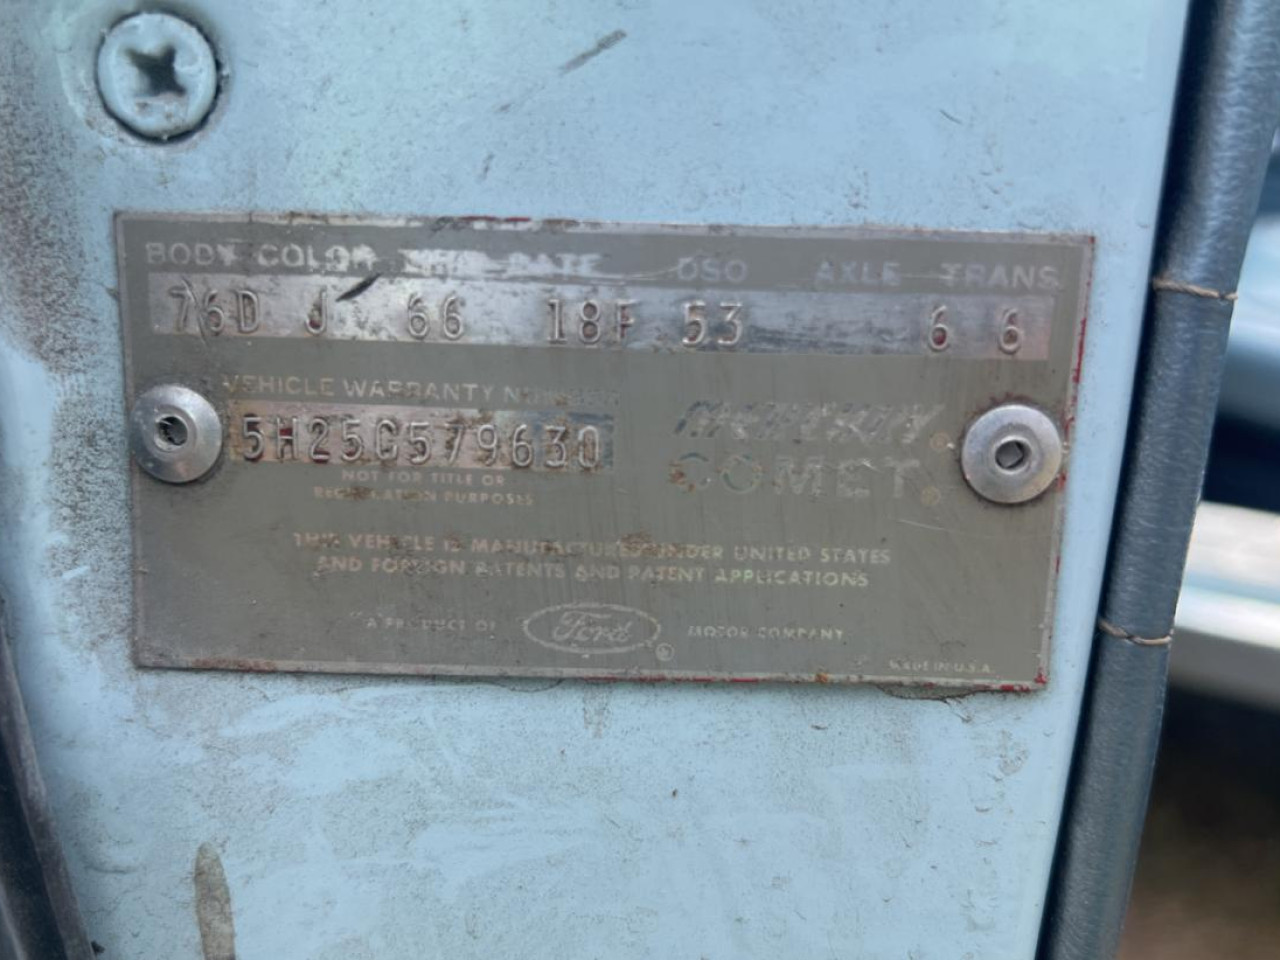 BODY COLOR TRIM DATE DSO AXLE TRANS.
76D J 66 18F 53 6 6
VEHICLE WARRANTY NUMBER
5H25C579630
NOT FOR TITLE OR
REGISTRATION PURPOSES
MERCURY®
COMET®
THIS VEHICLE IS MANUFACTURED UNDER UNITED STATES
AND FOREIGN PATENTS AND PATENT APPLICATIONS
A PRODUCT OF Ford ® MOTOR COMPANY
MADE IN U.S.A.